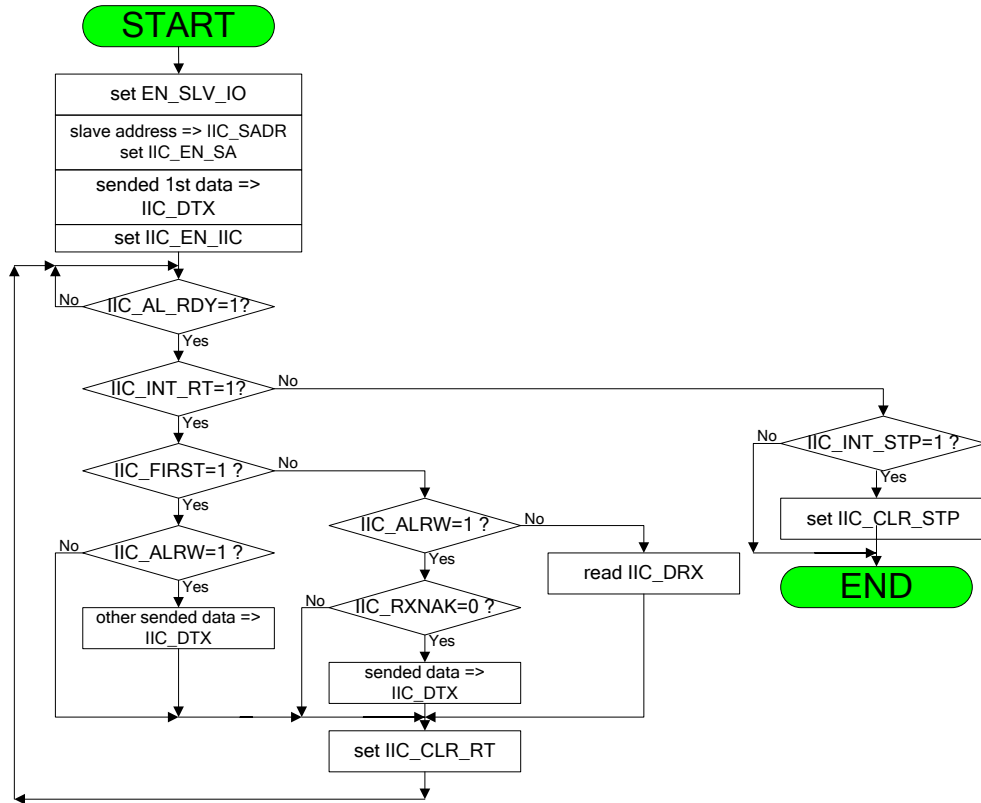 START
set EN_SLV_IO
slave address => IIC_SADR
set IIC_EN_SA
sended 1st data =>
IIC_DTX
set IIC_EN_IIC
No
IIC_AL_RDY=1?
Yes
IIC_INT_RT=1?
No
Yes
No
IIC_INT_STP=1 ?
Yes
set IIC_CLR_STP
END
IIC_FIRST=1 ?
No
Yes
No
IIC_ALRW=1 ?
Yes
other sended data =>
IIC_DTX
IIC_ALRW=1 ?
No
Yes
read IIC_DRX
No
IIC_RXNAK=0 ?
Yes
sended data =>
IIC_DTX
set IIC_CLR_RT